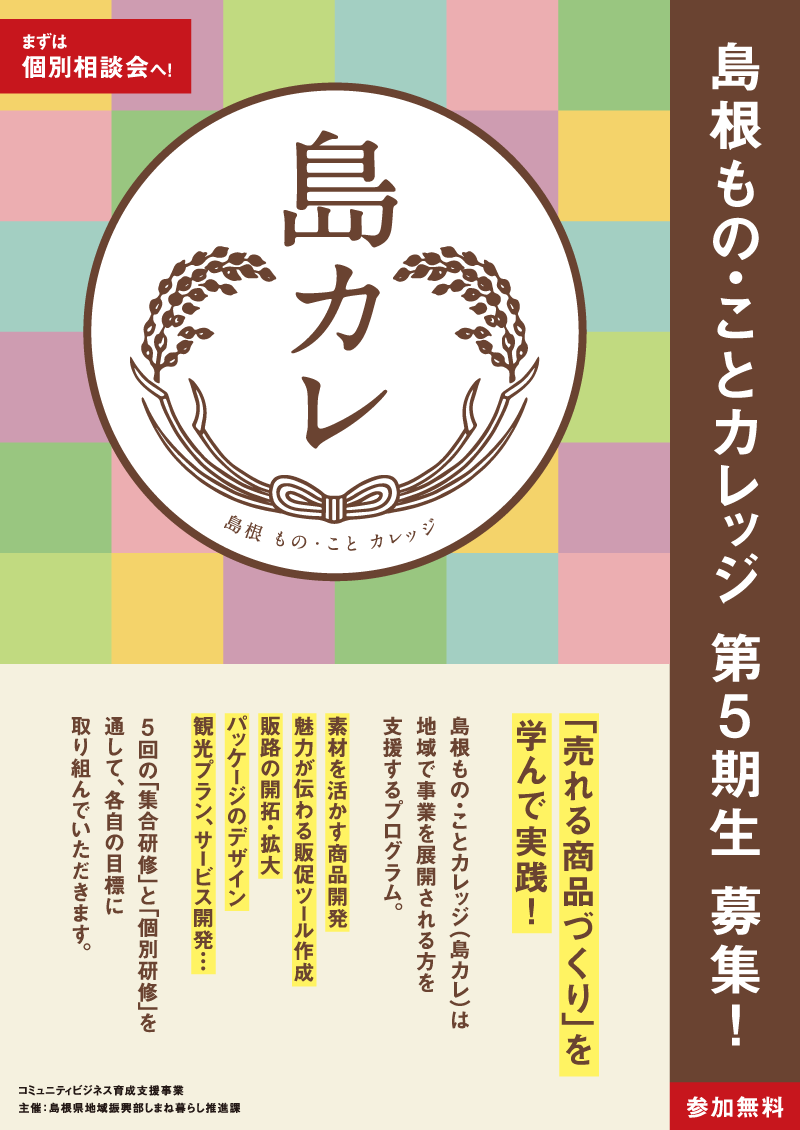 まずは
個別相談会へ!
島カレ
島根 もの・こと カレッジ
島根もの・ことカレッジ 第5期生 募集!
「売れる商品づくり」を
学んで実践!
島根もの・ことカレッジ(島カレ)は
地域で事業を展開される方を
支援するプログラム。
素材を活かす商品開発
魅力が伝わる販促ツール作成
販路の開拓・拡大
パッケージのデザイン
観光プラン、サービス開発…
5回の「集合研修」と「個別研修」を
通して、各自の目標に
取り組んでいただきます。
コミュニティビジネス育成支援事業
主催：島根県地域振興部しまね暮らし推進課
参加無料